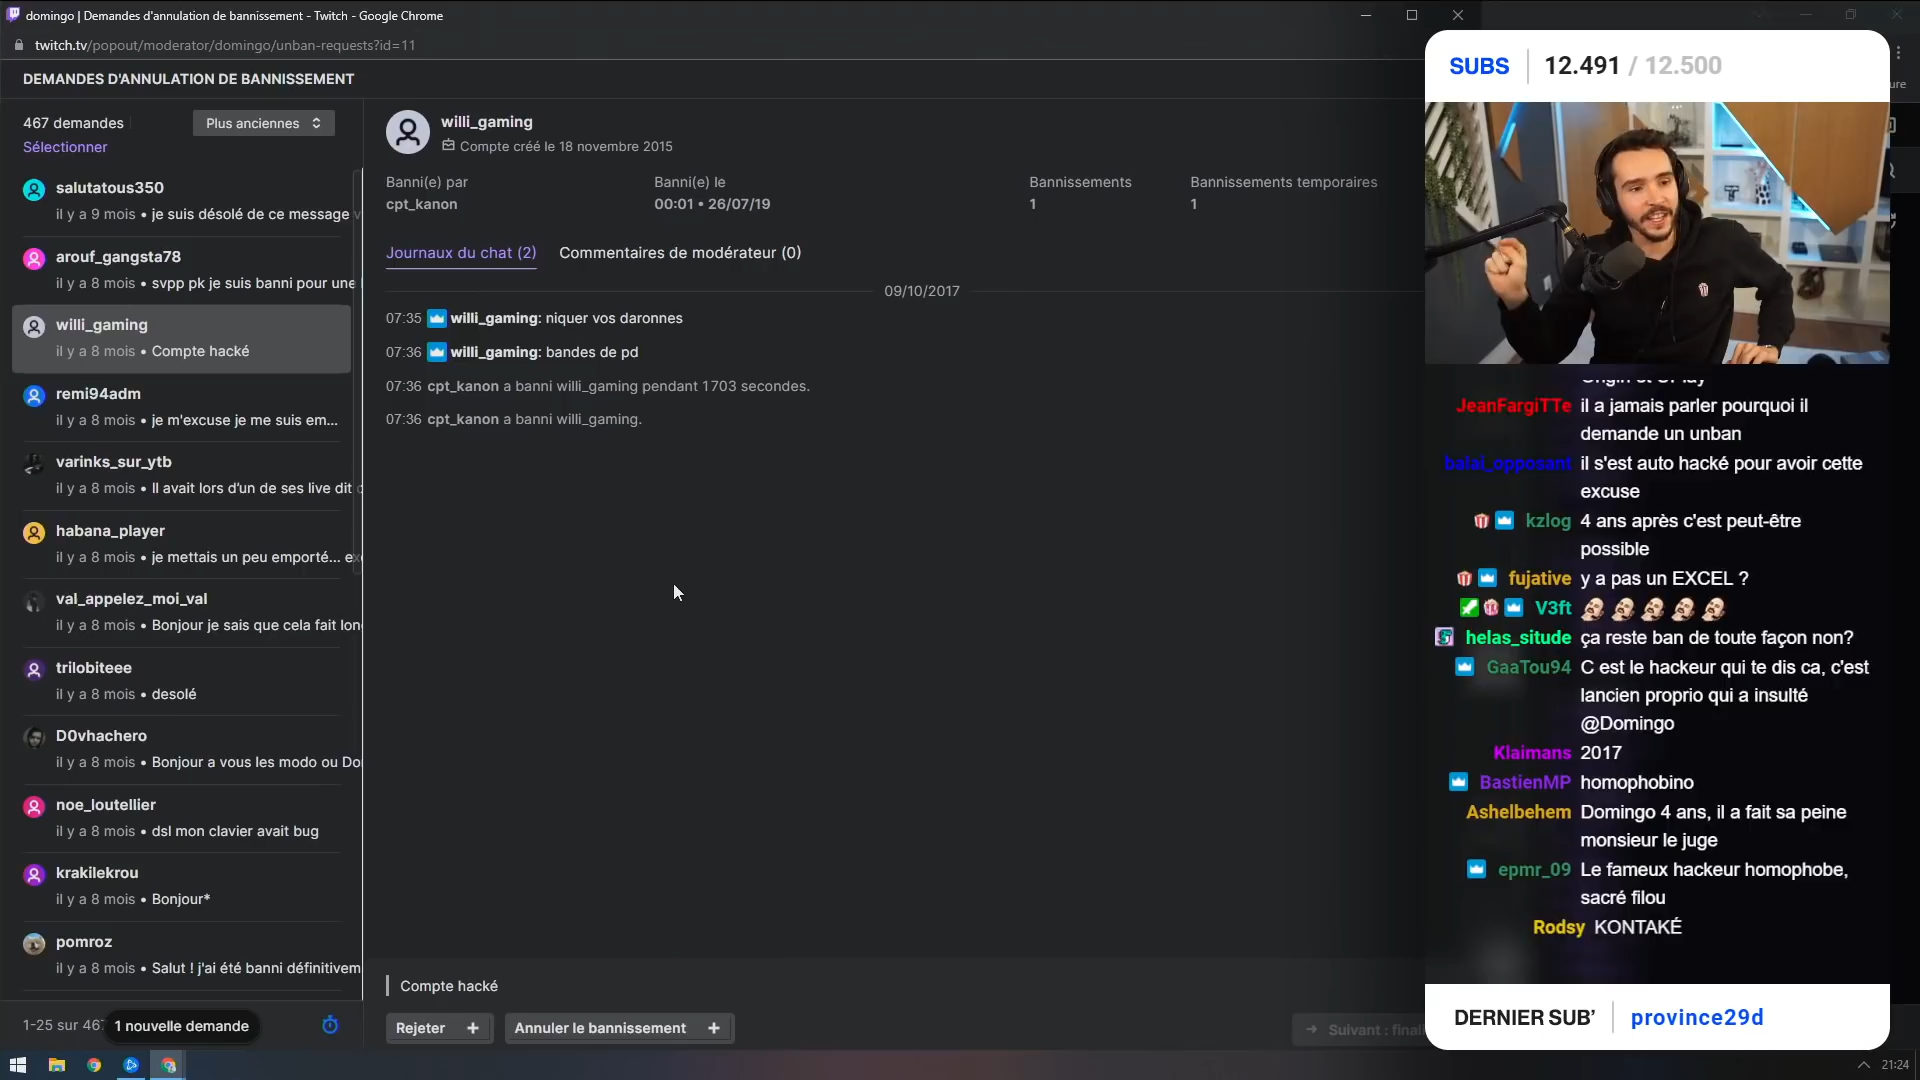 domingo | Demandes d'annulation de bannissement - Twitch - Google Chrome
twitch.tv/popout/moderator/domingo/unban-requests?id=11
DEMANDES D'ANNULATION DE BANNISSEMENT
467 demandes
Plus anciennes
Sélectionner
salutatous350
il y a 9 mois • je suis désolé de ce message
arouf_gangsta78
il y a 8 mois • svpp pk je suis banni pour une
willi_gaming
il y a 8 mois • Compte hacké
remi94adm
il y a 8 mois • je m'excuse je me suis em...
varinks_sur_ytb
il y a 8 mois • Il avait lors d'un de ses live dit
habana_player
il y a 8 mois • je mettais un peu emporté...
val_appelez_moi_val
il y a 8 mois • Bonjour je sais que cela fait lon
trilobiteee
il y a 8 mois • desolé
D0vhachero
il y a 8 mois • Bonjour a vous les modo ou Do
noe_loutellier
il y a 8 mois • dsl mon clavier avait bug
krakilekrou
il y a 8 mois • Bonjour*
pomroz
il y a 8 mois • Salut ! j'ai été banni définitivem
1-25 sur 467
1 nouvelle demande
willi_gaming
Compte créé le 18 novembre 2015
Banni(e) par
cpt_kanon
Banni(e) le
00:01 • 26/07/19
Bannissements
1
Bannissements temporaires
1
Journaux du chat (2)
Commentaires de modérateur (0)
09/10/2017
07:35 willi_gaming: niquer vos daronnes
07:36 willi_gaming: bandes de pd
07:36 cpt_kanon a banni willi_gaming pendant 1703 secondes.
07:36 cpt_kanon a banni willi_gaming.
Compte hacké
Rejeter +
Annuler le bannissement +
→ Suivant : final
SUBS 12.491 / 12.500
JeanFargiTTe il a jamais parler pourquoi il
demande un unban
balai_opposant il s'est auto hacké pour avoir cette
excuse
kzlog 4 ans après c'est peut-être
possible
fujative y a pas un EXCEL ?
V3ft
helas_situde ça reste ban de toute façon non?
GaaTou94 C est le hackeur qui te dis ca, c'est
lancien proprio qui a insulté
@Domingo
Klaimans 2017
BastienMP homophobino
Ashelbehem Domingo 4 ans, il a fait sa peine
monsieur le juge
epmr_09 Le fameux hackeur homophobe,
sacré filou
Rodsy KONTAKÉ
DERNIER SUB' province29d
21:24